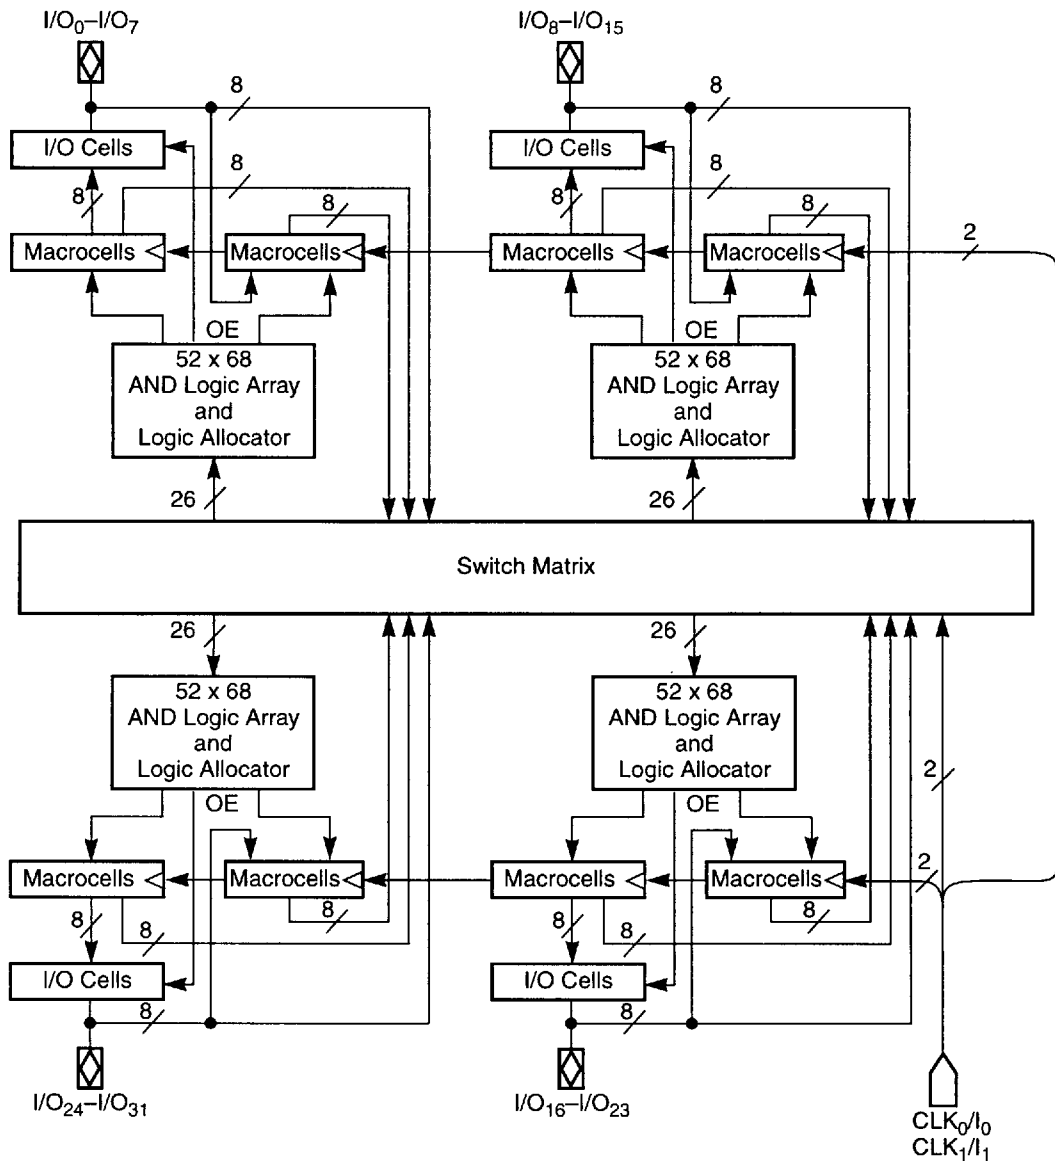 I/O0–I/O7 I/O8–I/O15
8 8
I/O Cells I/O Cells
8 8
8 8 8 8
Macrocells Macrocells Macrocells Macrocells 2
OE OE
52 x 68 52 x 68
AND Logic Array AND Logic Array
and and
Logic Allocator Logic Allocator
26 26
Switch Matrix
26 26
52 x 68 52 x 68
AND Logic Array AND Logic Array
and and
Logic Allocator Logic Allocator
2
OE OE
Macrocells Macrocells Macrocells Macrocells 2
8 8 8 8
8 8
I/O Cells I/O Cells
8 8
I/O24–I/O31 I/O16–I/O23
CLK0/I0
CLK1/I1